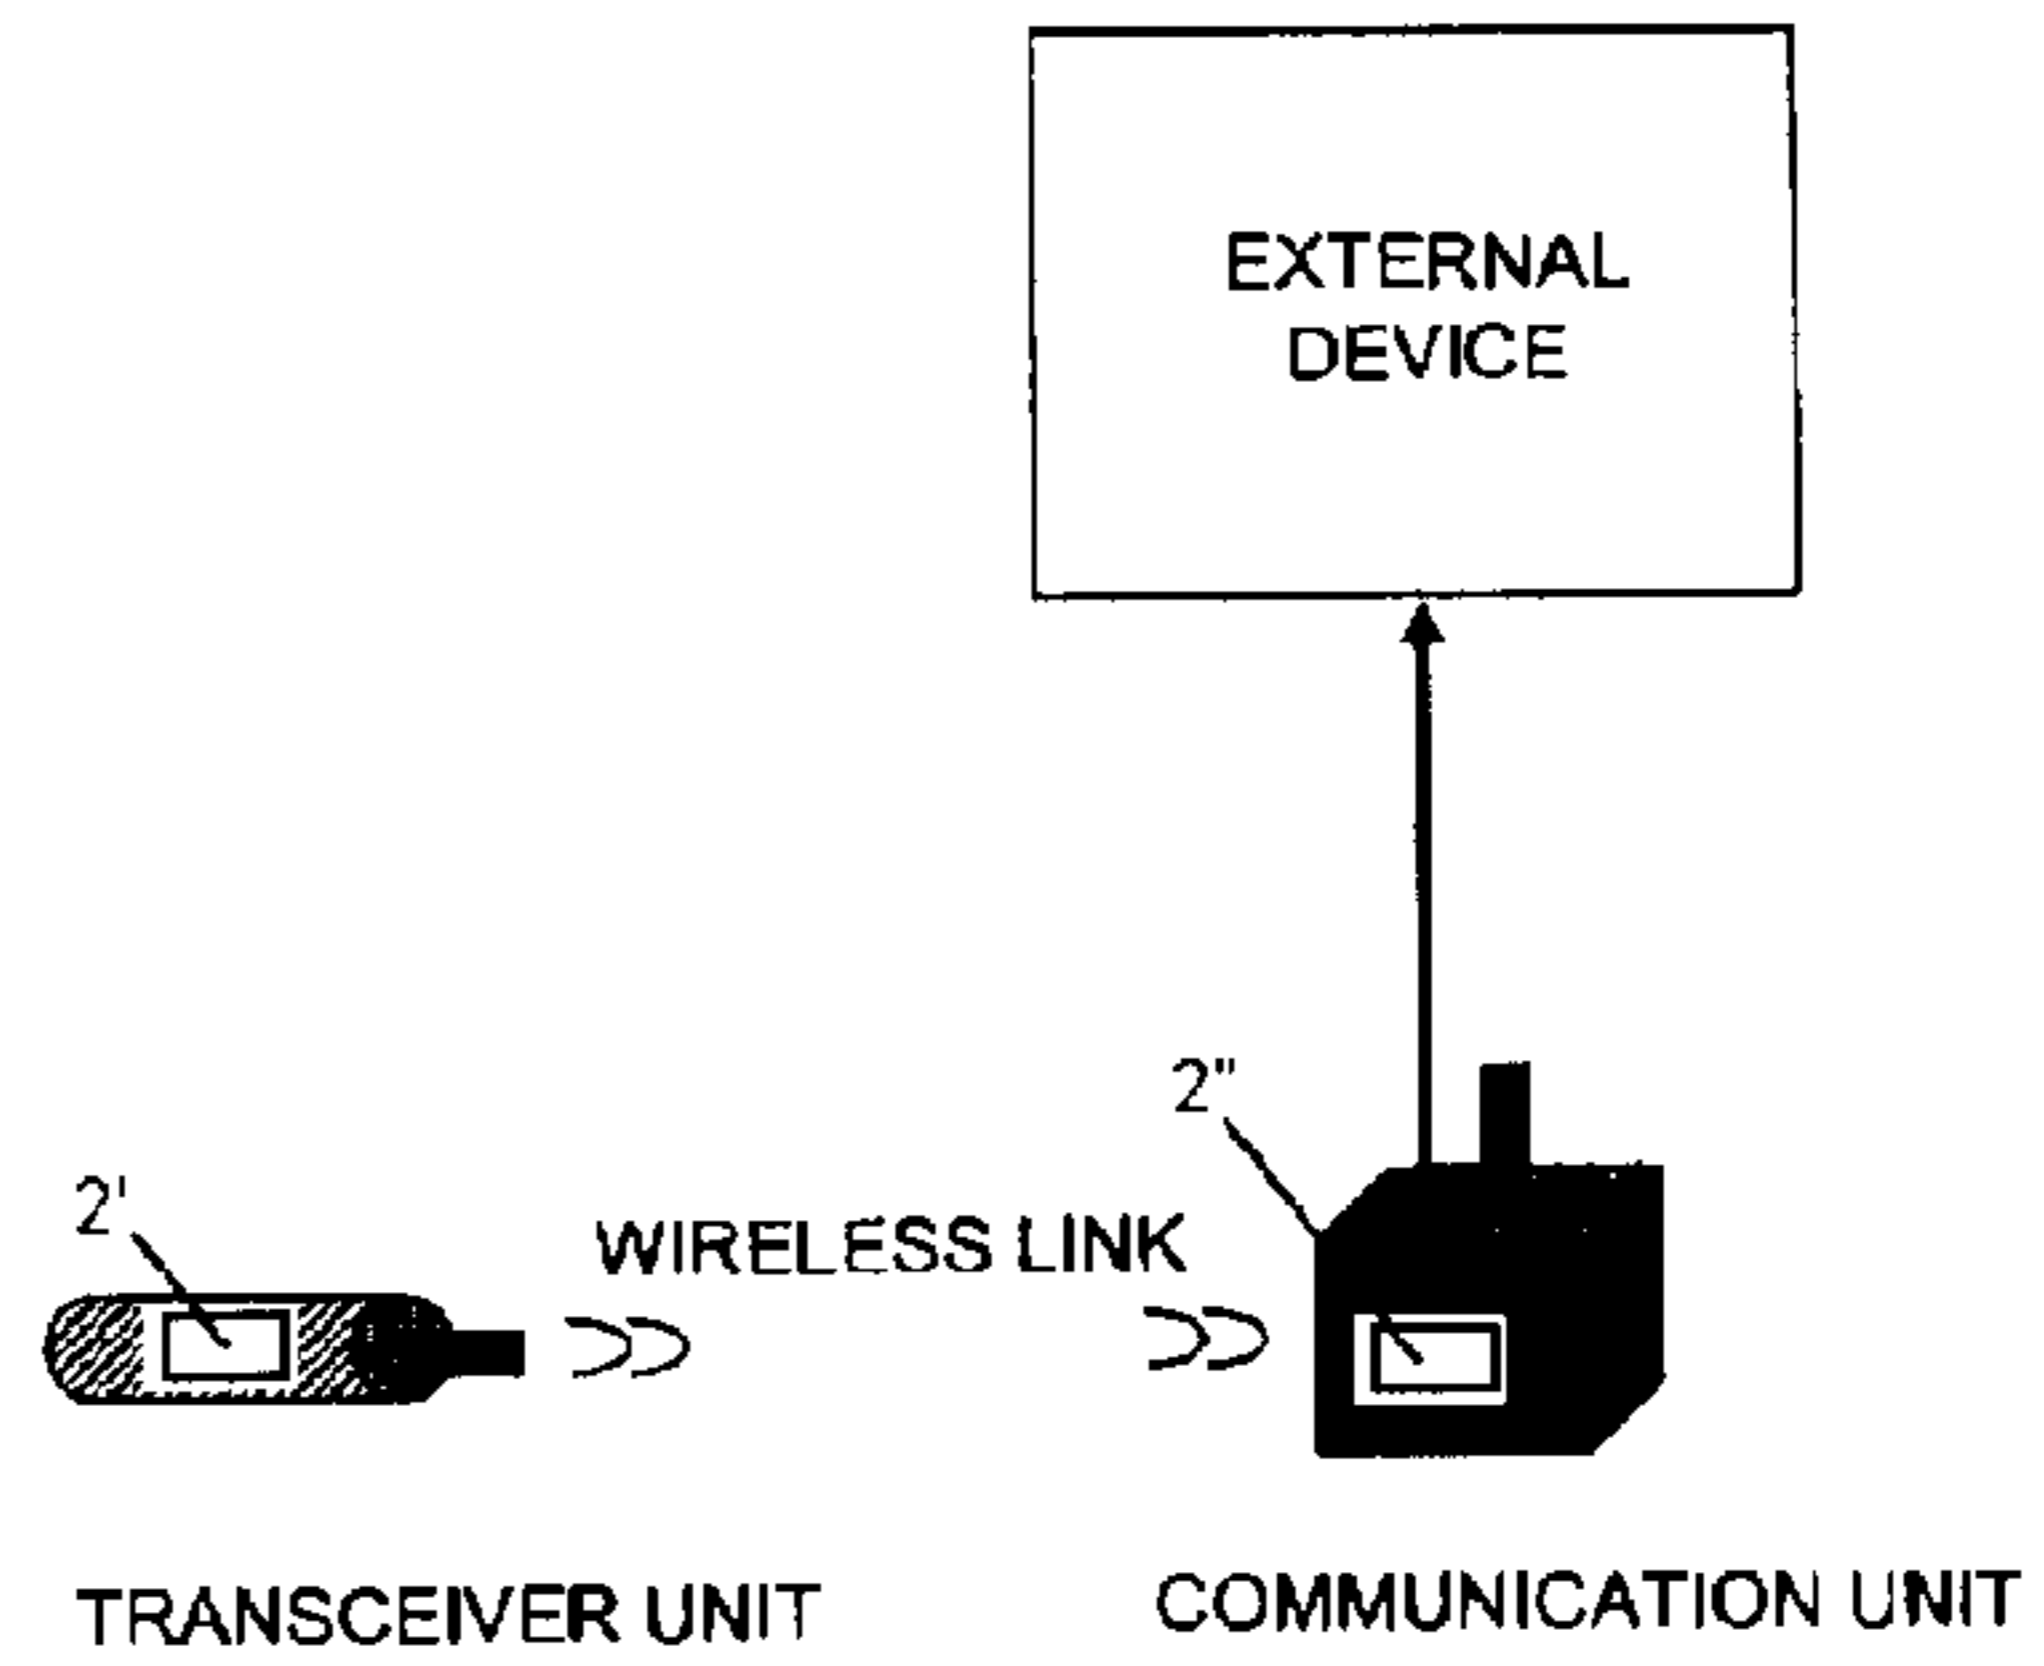 EXTERNAL
DEVICE
2"
2'
WIRELESS LINK
TRANSCEIVER UNIT
COMMUNICATION UNIT